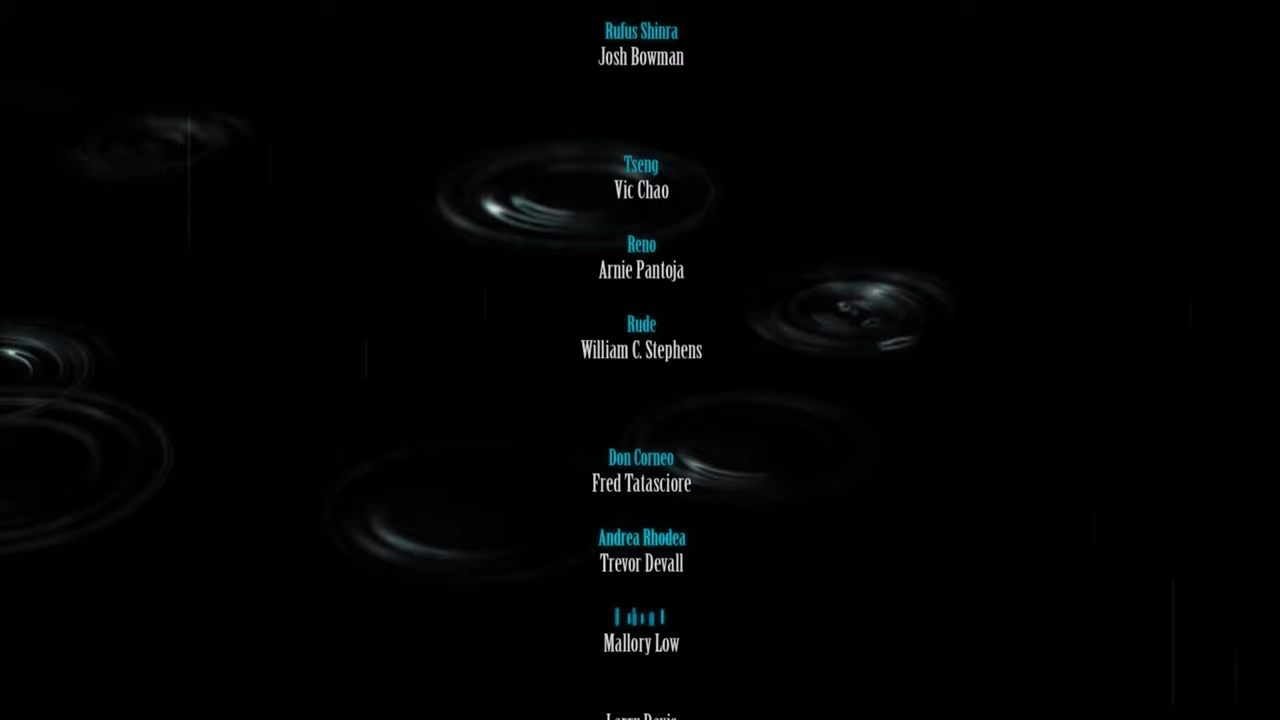 Rufus Shinra
Josh Bowman
Tseng
Vic Chao
Reno
Arnie Pantoja
Rude
William C. Stephens
Don Corneo
Fred Tatasciore
Andrea Rhodea
Trevor Devall
Mallory Low